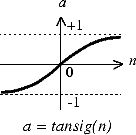 a
+1
n
0
-1
a = tansig(n)